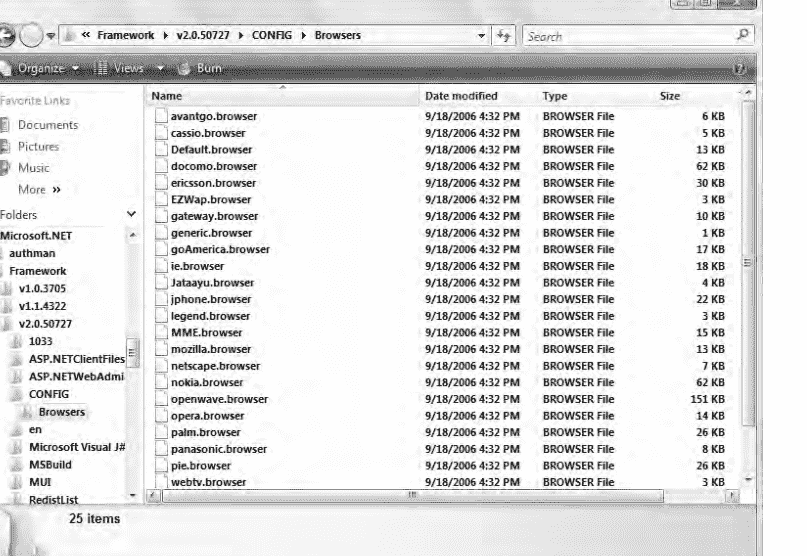 « Framework ▸ v2.0.50727 ▸ CONFIG ▸ Browsers Search
Organize Views Burn
Favorite Links
Documents
Pictures
Music
More »
Folders
Microsoft.NET
authman
Framework
v1.0.3705
v1.1.4322
v2.0.50727
1033
ASP.NETClientFiles
ASP.NETWebAdmi
CONFIG
Browsers
en
Microsoft Visual J#
MSBuild
MUI
RedistList
Name Date modified Type Size
avantgo.browser 9/18/2006 4:32 PM BROWSER File 6 KB
cassio.browser 9/18/2006 4:32 PM BROWSER File 5 KB
Default.browser 9/18/2006 4:32 PM BROWSER File 13 KB
docomo.browser 9/18/2006 4:32 PM BROWSER File 62 KB
ericsson.browser 9/18/2006 4:32 PM BROWSER File 30 KB
EZWap.browser 9/18/2006 4:32 PM BROWSER File 3 KB
gateway.browser 9/18/2006 4:32 PM BROWSER File 10 KB
generic.browser 9/18/2006 4:32 PM BROWSER File 1 KB
goAmerica.browser 9/18/2006 4:32 PM BROWSER File 17 KB
ie.browser 9/18/2006 4:32 PM BROWSER File 18 KB
Jataayu.browser 9/18/2006 4:32 PM BROWSER File 4 KB
jphone.browser 9/18/2006 4:32 PM BROWSER File 22 KB
legend.browser 9/18/2006 4:32 PM BROWSER File 3 KB
MME.browser 9/18/2006 4:32 PM BROWSER File 15 KB
mozilla.browser 9/18/2006 4:32 PM BROWSER File 13 KB
netscape.browser 9/18/2006 4:32 PM BROWSER File 7 KB
nokia.browser 9/18/2006 4:32 PM BROWSER File 62 KB
openwave.browser 9/18/2006 4:32 PM BROWSER File 151 KB
opera.browser 9/18/2006 4:32 PM BROWSER File 14 KB
palm.browser 9/18/2006 4:32 PM BROWSER File 26 KB
panasonic.browser 9/18/2006 4:32 PM BROWSER File 8 KB
pie.browser 9/18/2006 4:32 PM BROWSER File 26 KB
webtv.browser 9/18/2006 4:32 PM BROWSER File 3 KB
25 items